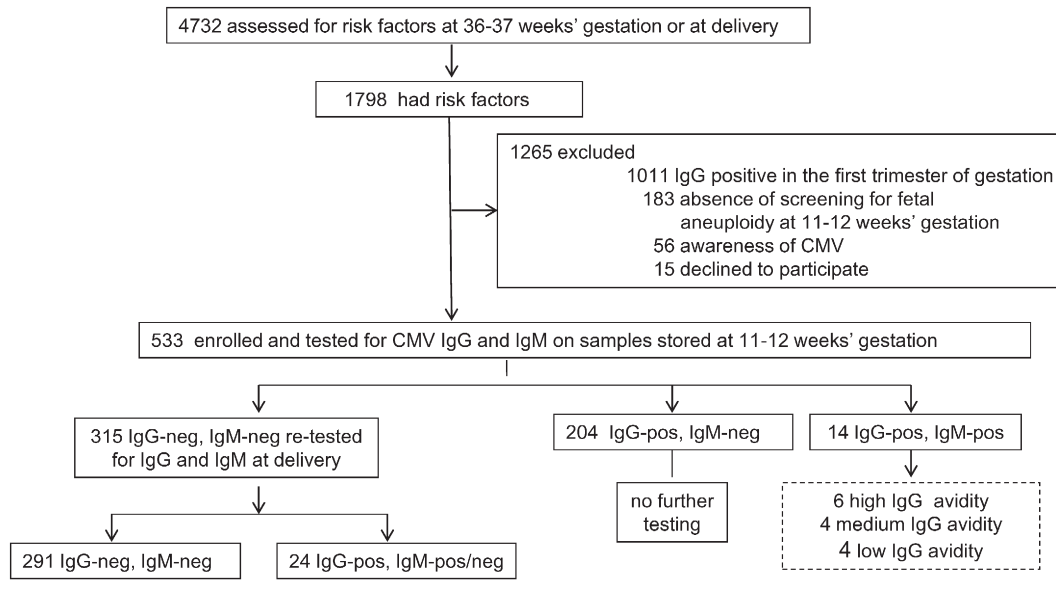 4732 assessed for risk factors at 36-37 weeks' gestation or at delivery
1798 had risk factors
1265 excluded
1011 IgG positive in the first trimester of gestation
183 absence of screening for fetal
aneuploidy at 11-12 weeks' gestation
56 awareness of CMV
15 declined to participate
533 enrolled and tested for CMV IgG and IgM on samples stored at 11-12 weeks' gestation
315 IgG-neg, IgM-neg re-tested
for IgG and IgM at delivery
204 IgG-pos, IgM-neg
14 IgG-pos, IgM-pos
no further
testing
6 high IgG avidity
4 medium IgG avidity
4 low IgG avidity
291 IgG-neg, IgM-neg
24 IgG-pos, IgM-pos/neg